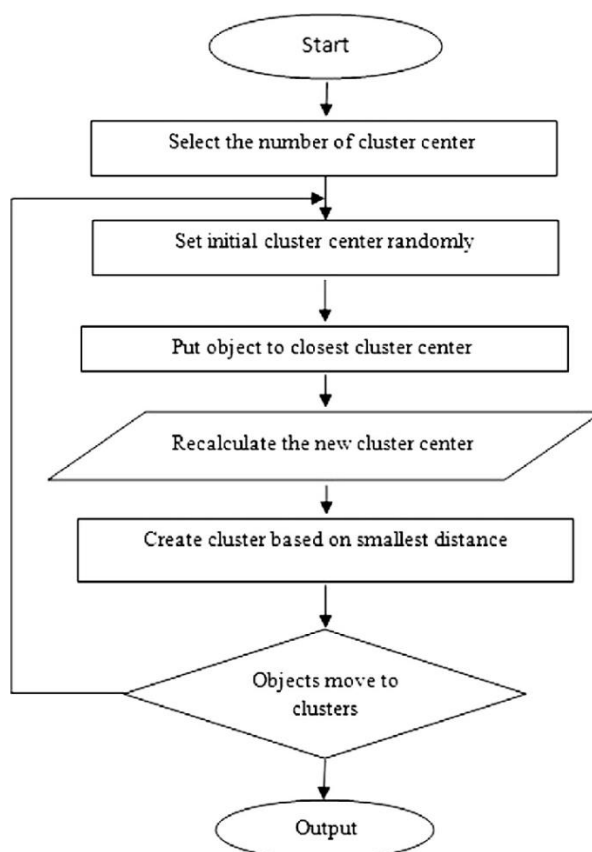 Start
Select the number of cluster center
Set initial cluster center randomly
Put object to closest cluster center
Recalculate the new cluster center
Create cluster based on smallest distance
Objects move to
clusters
Output